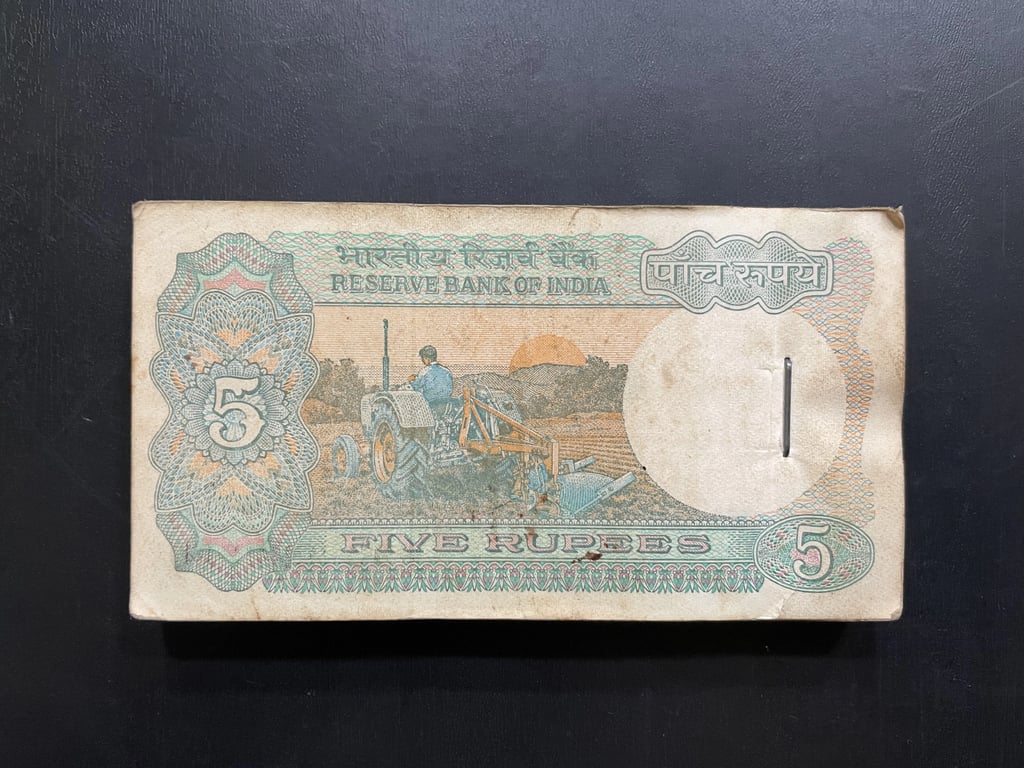 भारतीय रिज़र्व बैंक
RESERVE BANK OF INDIA
पाँच रूपये
5
FIVE RUPEES
5